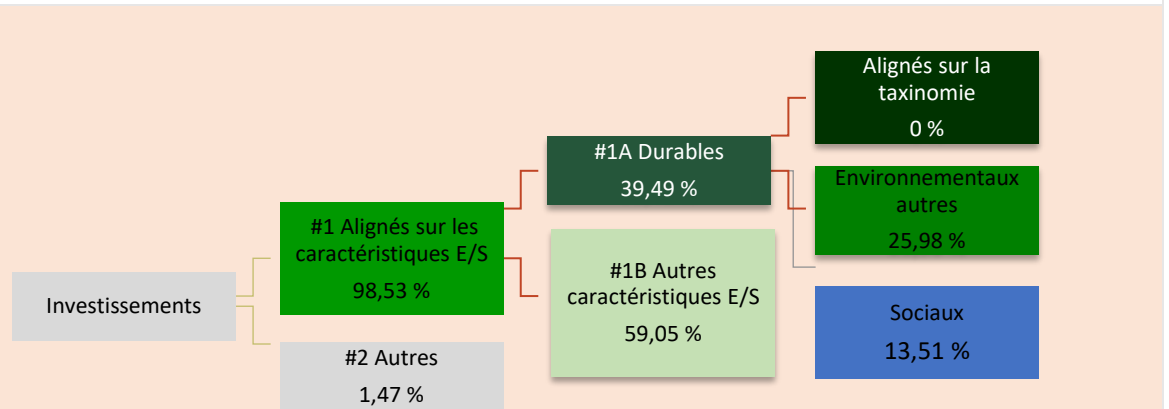 Investissements
#1 Alignés sur les
caractéristiques E/S
98,53 %
#2 Autres
1,47 %
#1A Durables
39,49 %
#1B Autres
caractéristiques E/S
59,05 %
Alignés sur la
taxinomie
0 %
Environnementaux
autres
25,98 %
Sociaux
13,51 %